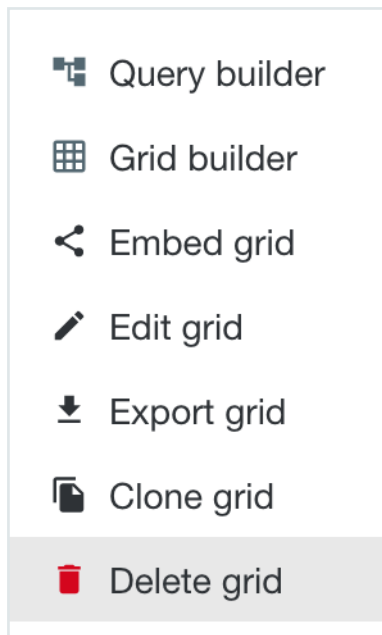 Query builder
Grid builder
Embed grid
Edit grid
Export grid
Clone grid
Delete grid